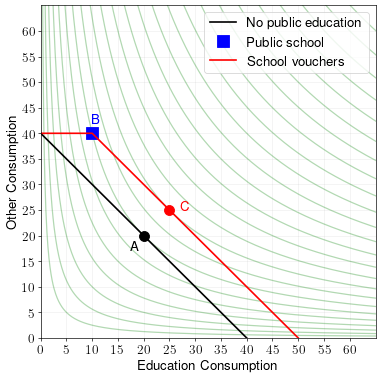 No public education
Public school
School vouchers
65
60
55
50
45
40
35
30
25
20
15
10
5
0
B
C
A
Other Consumption
0 5 10 15 20 25 30 35 40 45 50 55 60
Education Consumption